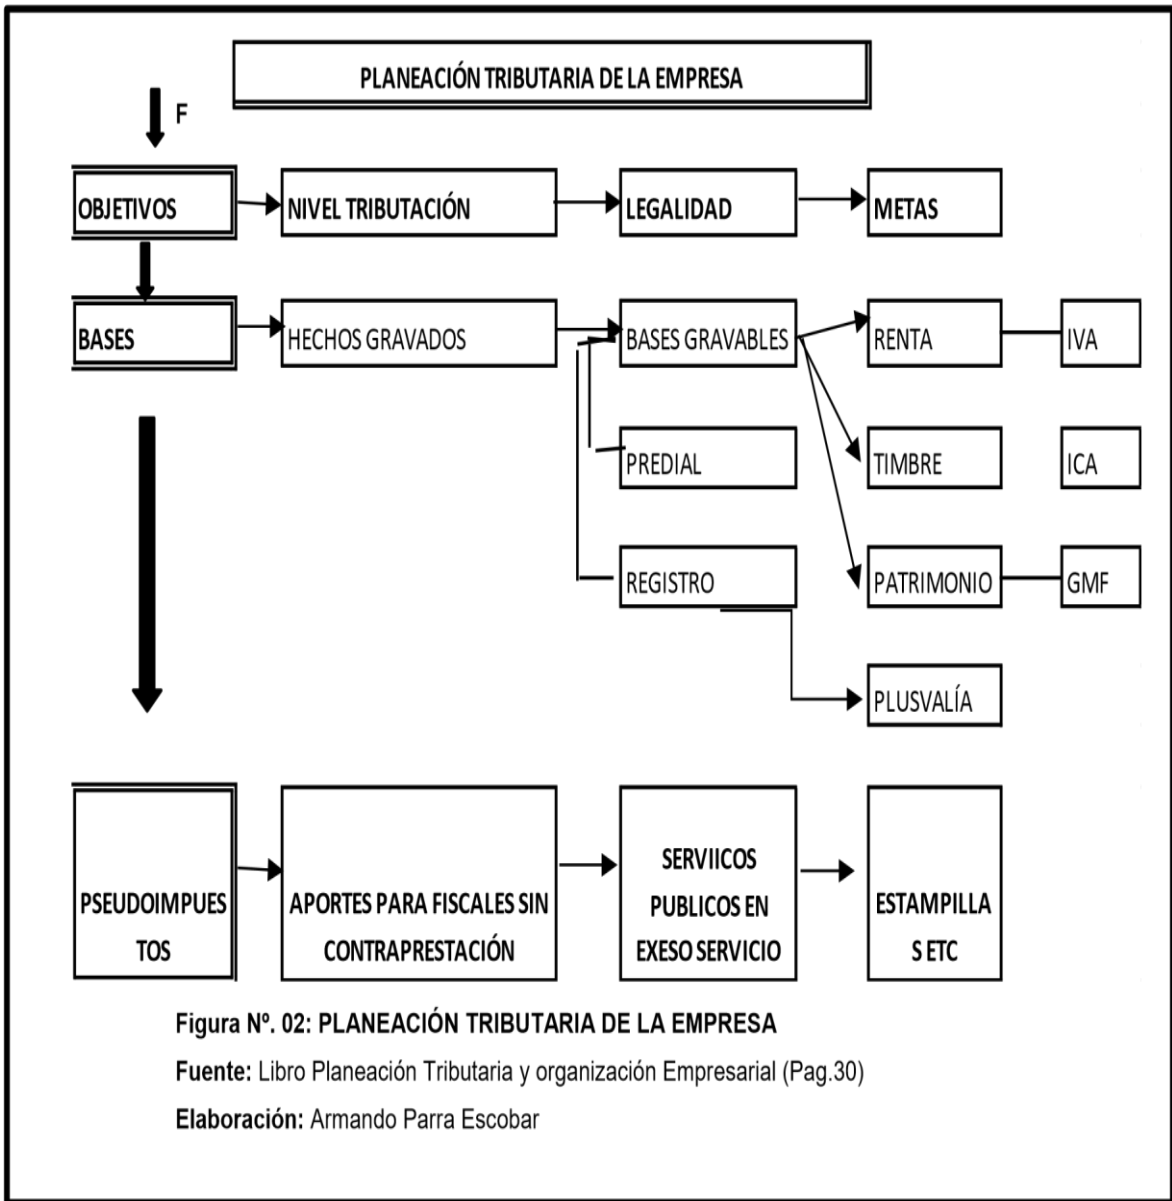 PLANEACIÓN TRIBUTARIA DE LA EMPRESA
F
OBJETIVOS
NIVEL TRIBUTACIÓN
LEGALIDAD
METAS
BASES
HECHOS GRAVADOS
BASES GRAVABLES
RENTA
IVA
PREDIAL
TIMBRE
ICA
REGISTRO
PATRIMONIO
GMF
PLUSVALÍA
PSEUDOIMPUES
TOS
APORTES PARA FISCALES SIN
CONTRAPRESTACIÓN
SERVIICOS
PUBLICOS EN
EXESO SERVICIO
ESTAMPILLA
S ETC
Figura Nº. 02: PLANEACIÓN TRIBUTARIA DE LA EMPRESA
Fuente: Libro Planeación Tributaria y organización Empresarial (Pag.30)
Elaboración: Armando Parra Escobar